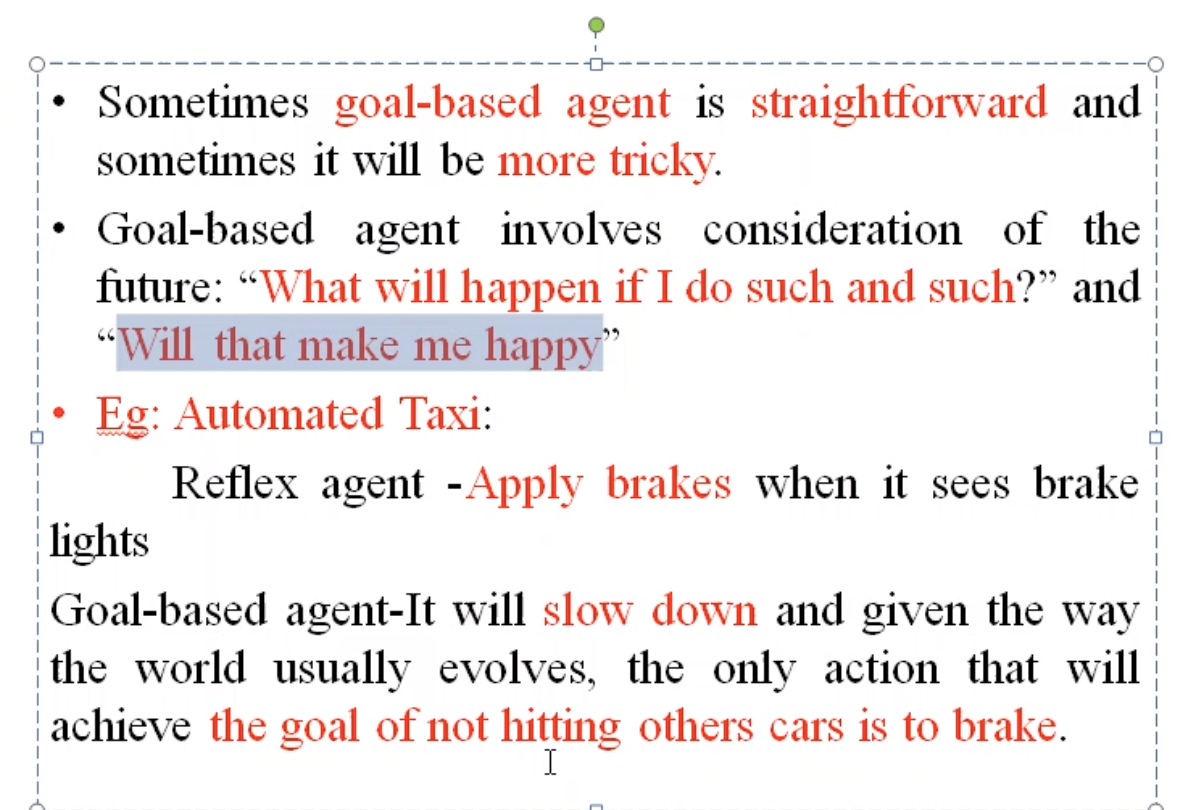 • Sometimes goal-based agent is straightforward and
sometimes it will be more tricky.
• Goal-based agent involves consideration of the
future: “What will happen if I do such and such?” and
“Will that make me happy”
• Eg: Automated Taxi:
Reflex agent -Apply brakes when it sees brake
lights
Goal-based agent-It will slow down and given the way
the world usually evolves, the only action that will
achieve the goal of not hitting others cars is to brake.